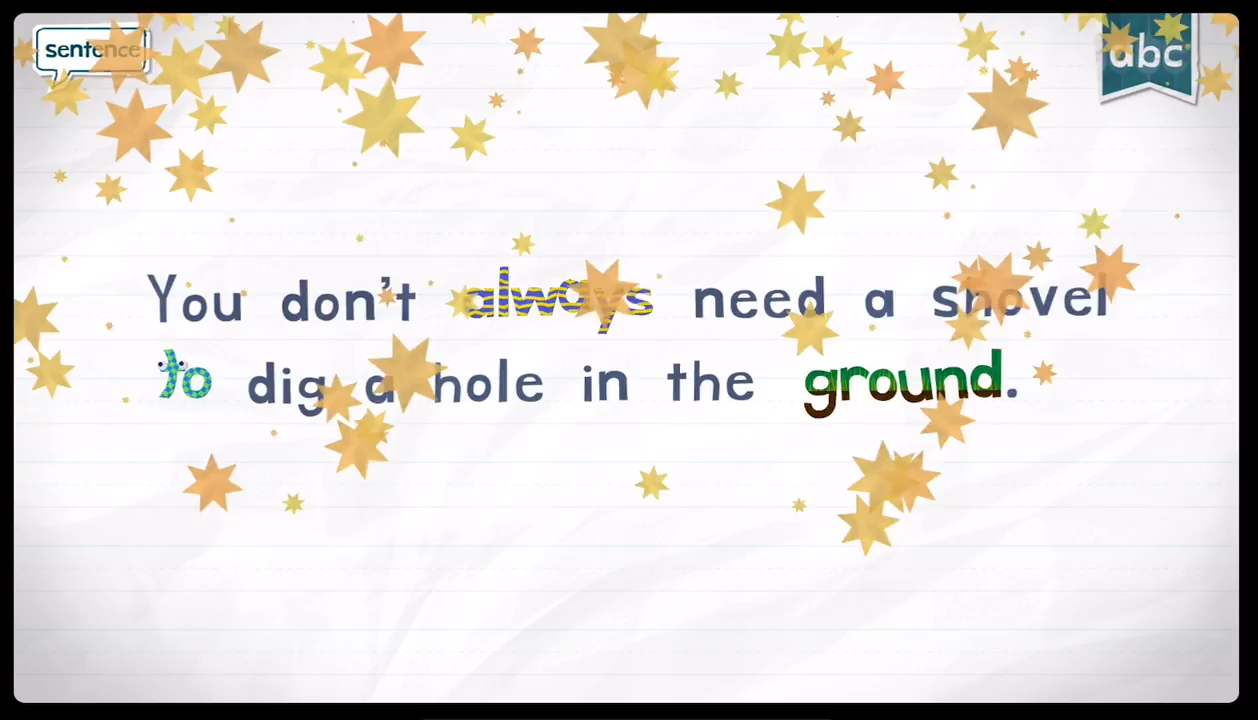 sentence
abc
You don't always need a shovel
to dig a hole in the ground.